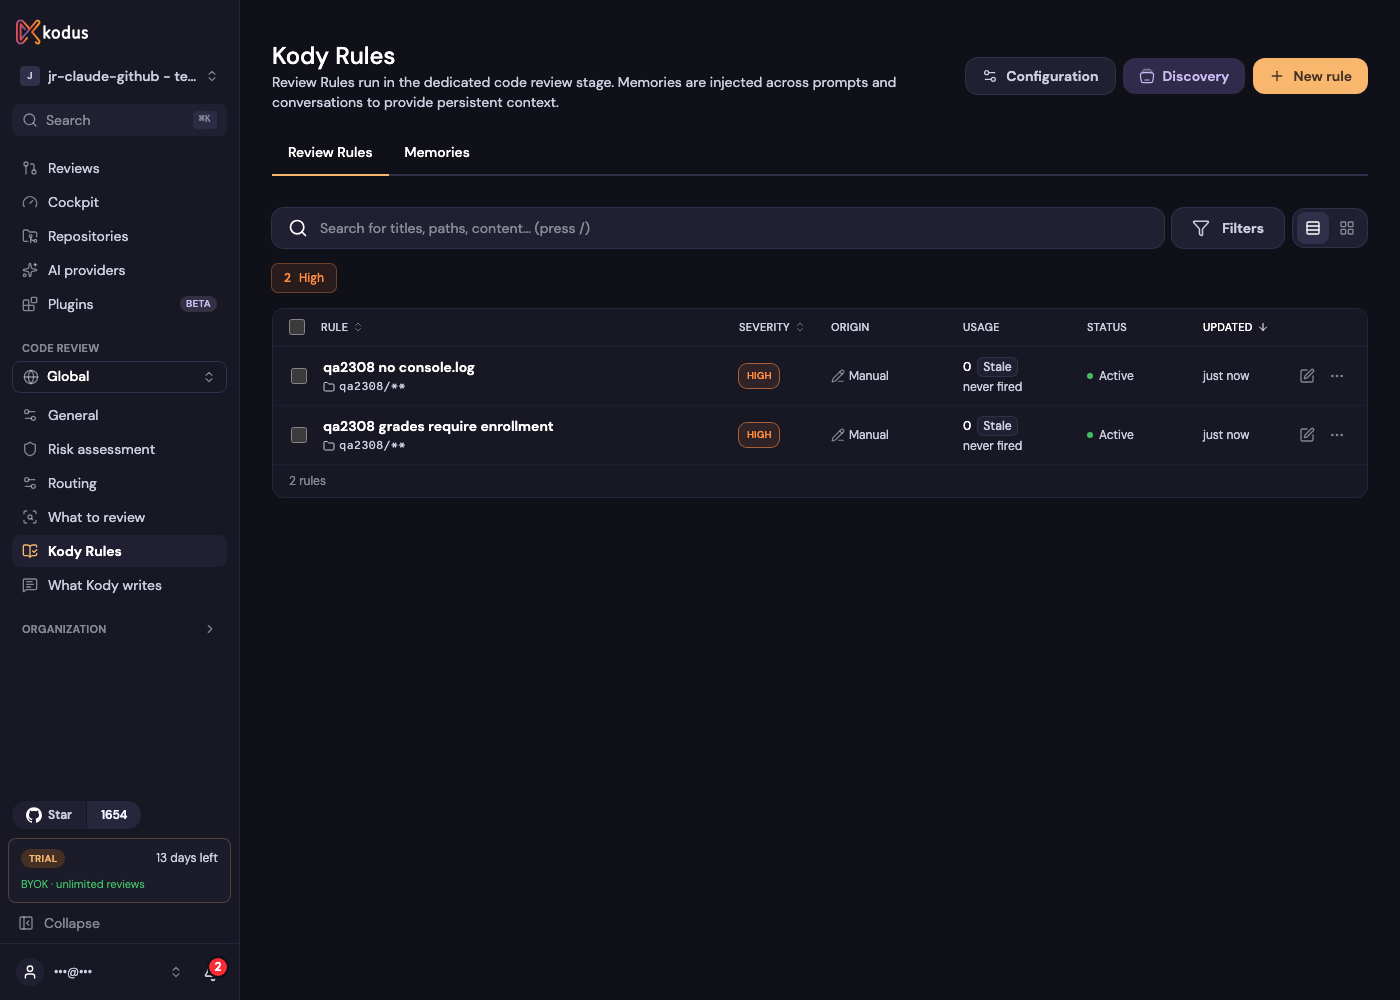 kodus
J jr-claude-github - te...
Search ⌘K
Reviews
Cockpit
Repositories
AI providers
Plugins BETA
CODE REVIEW
Global
General
Risk assessment
Routing
What to review
Kody Rules
What Kody writes
ORGANIZATION
Star 1654
TRIAL 13 days left
BYOK · unlimited reviews
Collapse
•••@•••
2
Kody Rules
Review Rules run in the dedicated code review stage. Memories are injected across prompts and
conversations to provide persistent context.
Configuration
Discovery
New rule
Review Rules Memories
Search for titles, paths, content... (press /)
Filters
2 High
RULE SEVERITY ORIGIN USAGE STATUS UPDATED
qa2308 no console.log
qa2308/**
HIGH Manual
0 Stale
never fired
Active just now
qa2308 grades require enrollment
qa2308/**
HIGH Manual
0 Stale
never fired
Active just now
2 rules